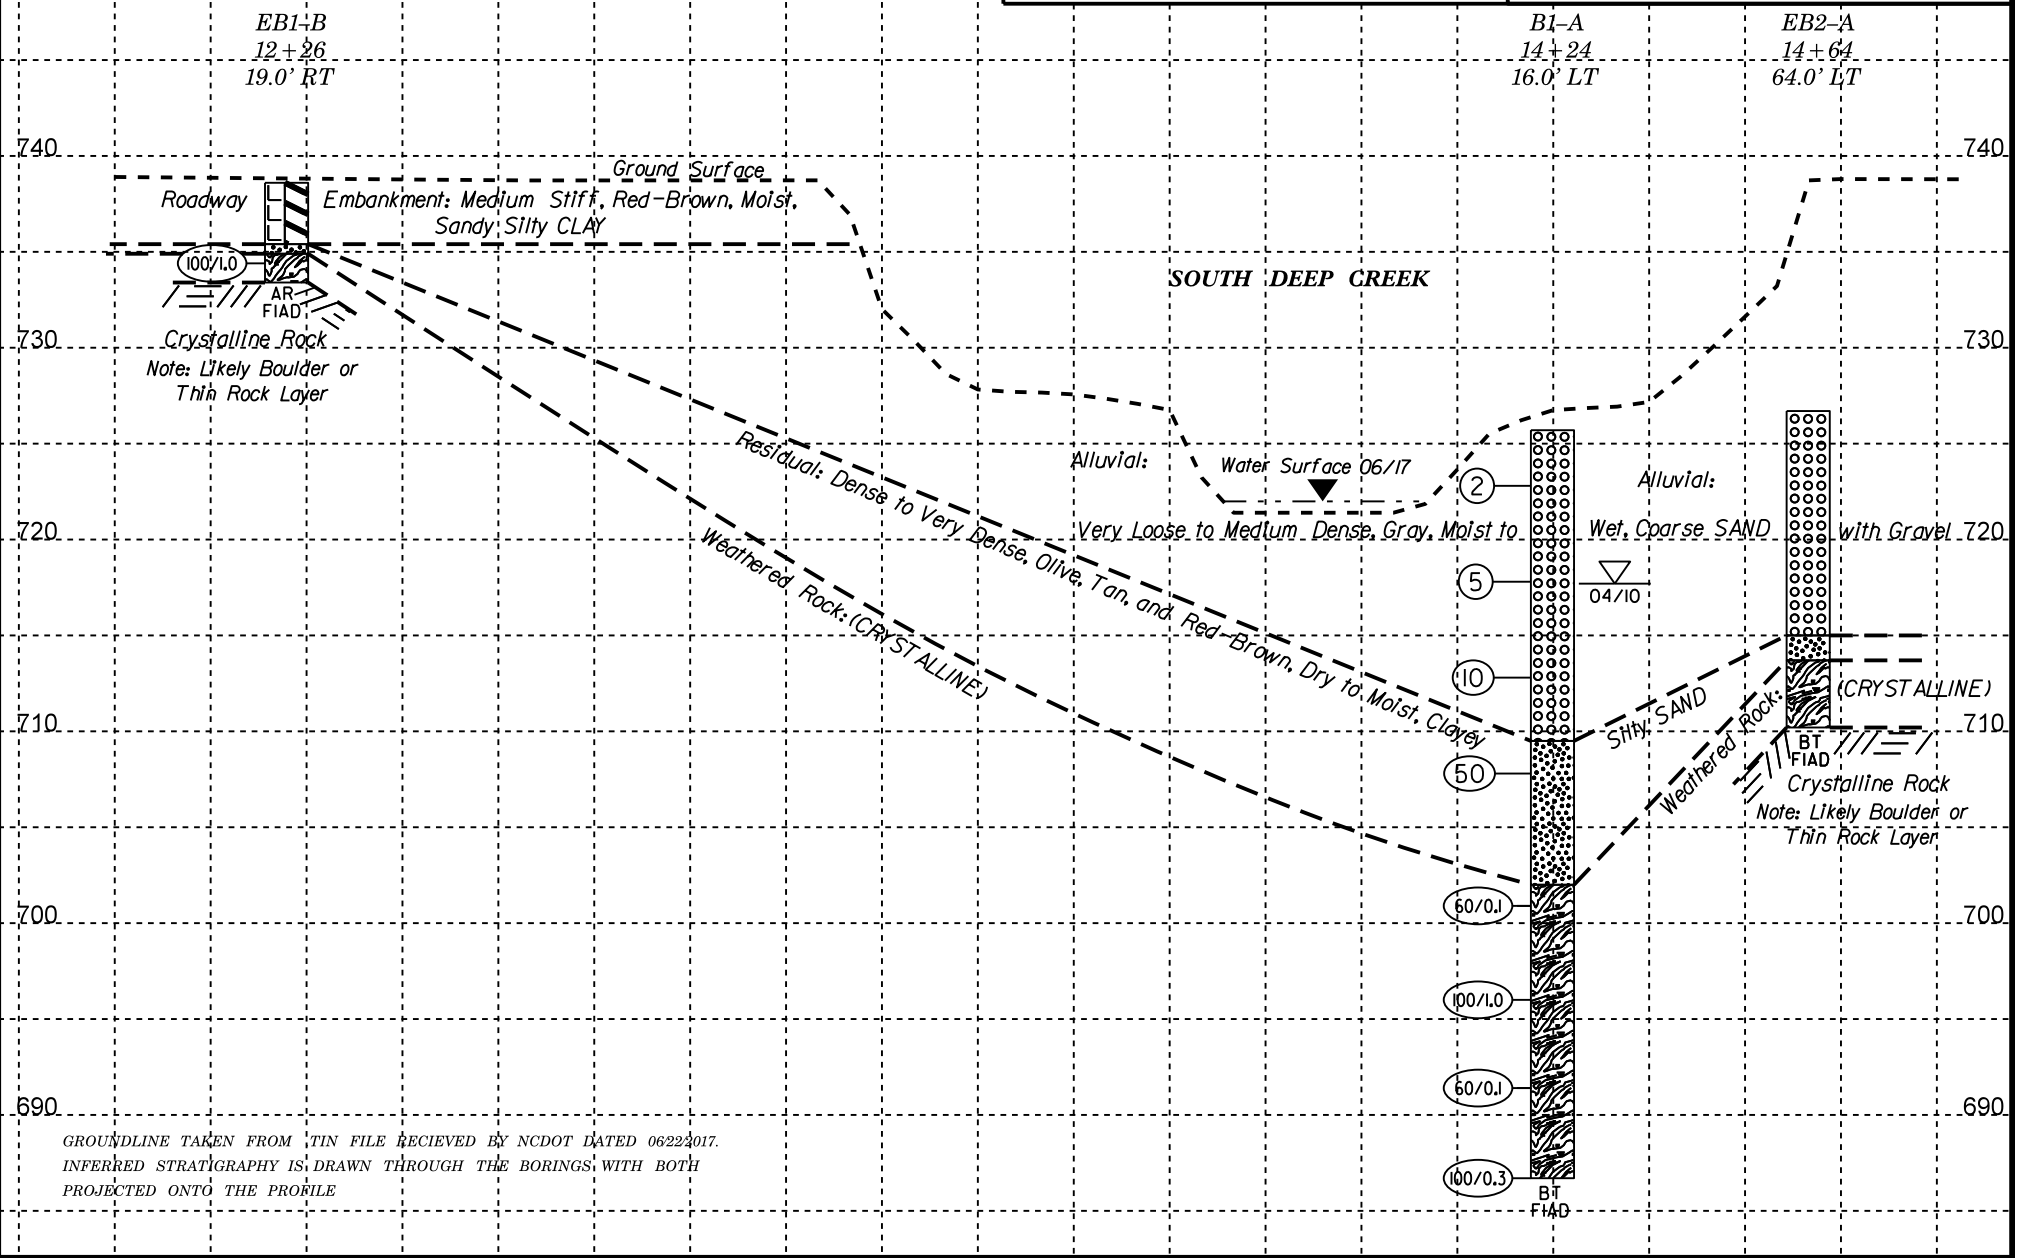 EB1-B
12+26
19.0' RT
B1-A
14+24
16.0' LT
EB2-A
14+64
64.0' LT
740
740
Ground Surface
Roadway Embankment: Medium Stiff, Red-Brown, Moist,
Sandy Silty CLAY
100/1.0
AR
FIAD
SOUTH DEEP CREEK
730
730
Crystalline Rock
Note: Likely Boulder or
Thin Rock Layer
Alluvial:
Water Surface 06/17
2
Alluvial:
720
Very Loose to Medium Dense, Gray, Moist to Wet, Coarse SAND with Gravel
720
5
04/10
Residual: Dense to Very Dense, Olive, Tan, and Red-Brown, Dry to Moist, Clayey Silty SAND
Weathered Rock: (CRYSTALLINE)
10
Weathered Rock: (CRYSTALLINE)
710
710
50
BT
FIAD
Crystalline Rock
Note: Likely Boulder or
Thin Rock Layer
700
60/0.1
700
100/1.0
60/0.1
690
690
GROUNDLINE TAKEN FROM TIN FILE RECIEVED BY NCDOT DATED 06/22/2017.
INFERRED STRATIGRAPHY IS DRAWN THROUGH THE BORINGS WITH BOTH
PROJECTED ONTO THE PROFILE
100/0.3
BT
FIAD